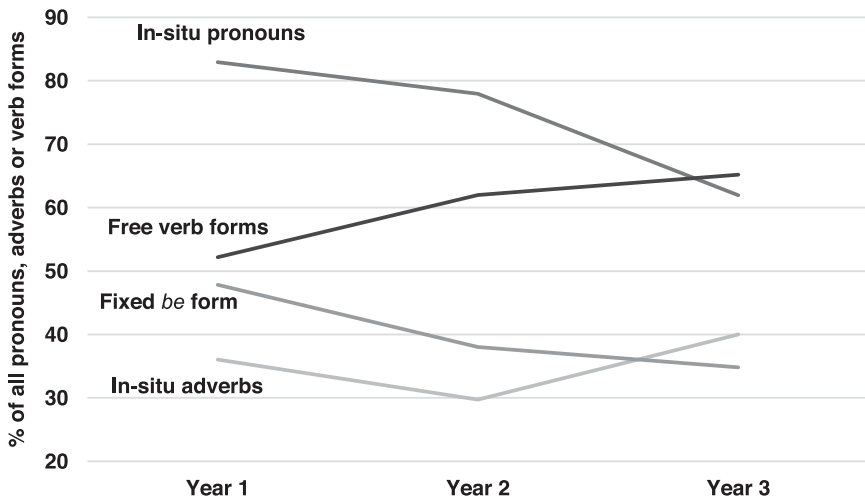 % of all pronouns, adverbs or verb forms
90
80
70
60
50
40
30
20
In-situ pronouns
Free verb forms
Fixed be form
In-situ adverbs
Year 1
Year 2
Year 3